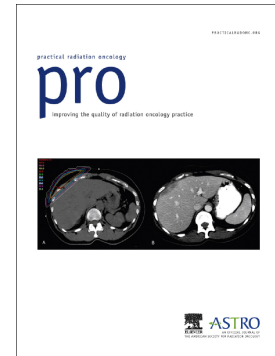 PRACTICALRADONC.ORG
practical radiation oncology
pro
improving the quality of radiation oncology practice
A
B
ELSEVIER
ASTRO
AN OFFICIAL JOURNAL OF
THE AMERICAN SOCIETY FOR RADIATION ONCOLOGY